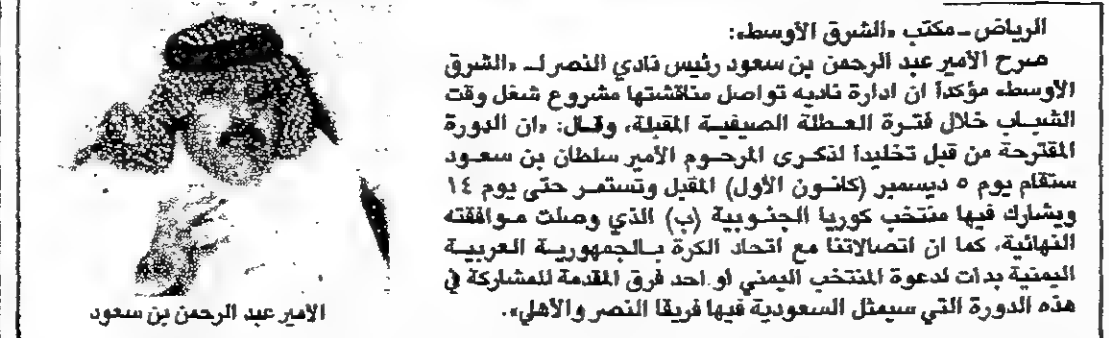 الرياض ـ مكتب «الشرق الأوسط»:
صرح الأمير عبد الرحمن بن سعود رئيس نادي النصر لـ «الشرق
الأوسط» مؤكداً ان ادارة ناديه تواصل مناقشتها مشروع شغل وقت
الشباب خلال فترة العطلة الصيفية المقبلة، وقال: «ان الدورة
المقترحة من قبل تخليداً لذكرى المرحوم الأمير سلطان بن سعود
ستقام يوم ٥ ديسمبر (كانون الأول) المقبل وتستمر حتى يوم ١٤
ويشارك فيها منتخب كوريا الجنوبية (ب) الذي وصلت موافقته
النهائية، كما ان اتصالاتنا مع اتحاد الكرة بالجمهورية العربية
اليمنية بدات لدعوة المنتخب اليمني او احد فرق المقدمة للمشاركة في
هذه الدورة التي سيمثل السعودية فيها فريقا النصر والاهلي».
الامير عبد الرحمن بن سعود